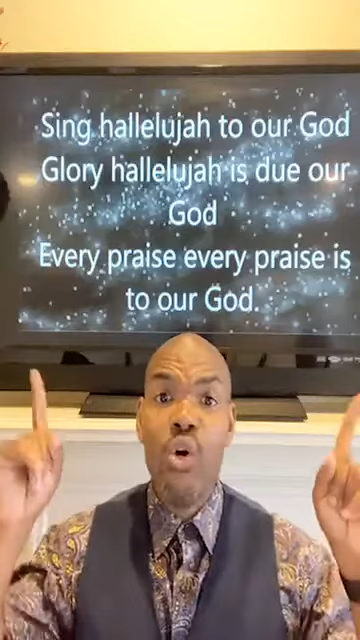 Sing hallelujah to our God
Glory hallelujah is due our
God
Every praise every praise is
to our God.